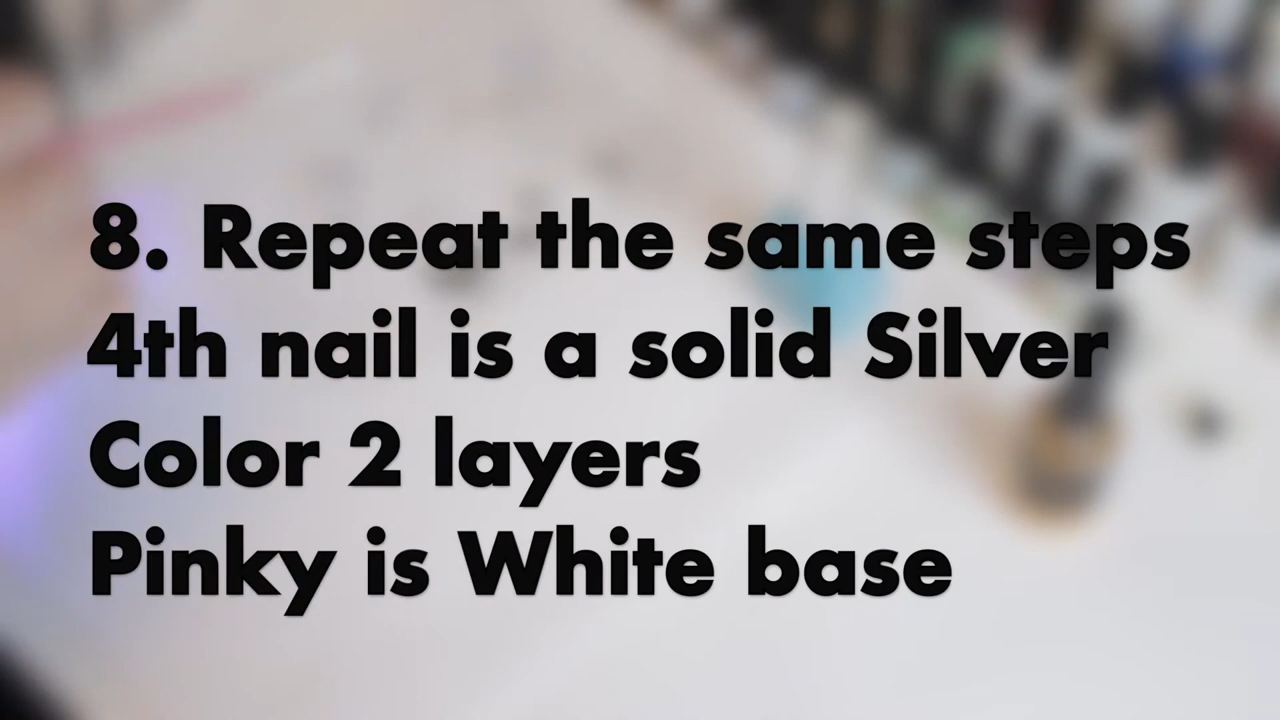 8. Repeat the same steps
4th nail is a solid Silver
Color 2 layers
Pinky is White base